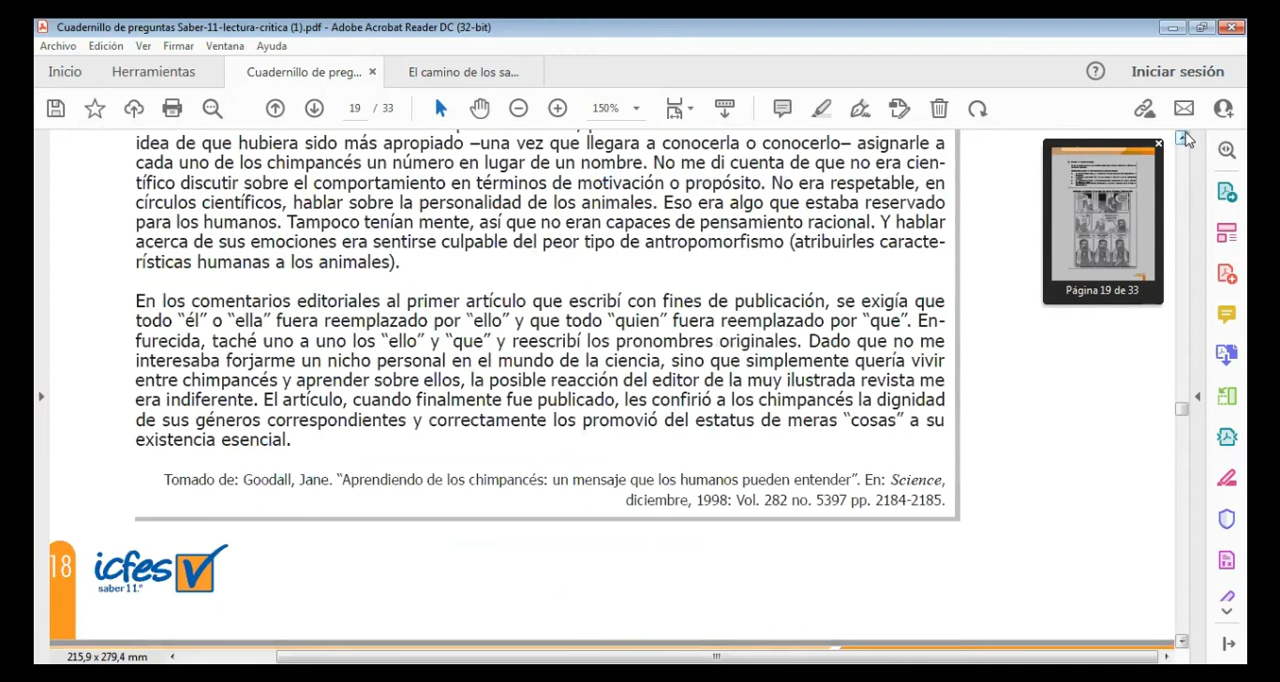 Cuadernillo de preguntas Saber-11-lectura-critica (1).pdf - Adobe Acrobat Reader DC (32-bit)
Archivo Edición Ver Firmar Ventana Ayuda
Inicio Herramientas Cuadernillo de preg... × El camino de los sa... ? Iniciar sesión
19 / 33 150%
idea de que hubiera sido más apropiado –una vez que llegara a conocerla o conocerlo– asignarle a
cada uno de los chimpancés un número en lugar de un nombre. No me di cuenta de que no era cien-
tífico discutir sobre el comportamiento en términos de motivación o propósito. No era respetable, en
círculos científicos, hablar sobre la personalidad de los animales. Eso era algo que estaba reservado
para los humanos. Tampoco tenían mente, así que no eran capaces de pensamiento racional. Y hablar
acerca de sus emociones era sentirse culpable del peor tipo de antropomorfismo (atribuirles caracte-
rísticas humanas a los animales).
En los comentarios editoriales al primer artículo que escribí con fines de publicación, se exigía que
todo “él” o “ella” fuera reemplazado por “ello” y que todo “quien” fuera reemplazado por “que”. En-
furecida, taché uno a uno los “ello” y “que” y reescribí los pronombres originales. Dado que no me
interesaba forjarme un nicho personal en el mundo de la ciencia, sino que simplemente quería vivir
entre chimpancés y aprender sobre ellos, la posible reacción del editor de la muy ilustrada revista me
era indiferente. El artículo, cuando finalmente fue publicado, les confirió a los chimpancés la dignidad
de sus géneros correspondientes y correctamente los promovió del estatus de meras “cosas” a su
existencia esencial.
Tomado de: Goodall, Jane. “Aprendiendo de los chimpancés: un mensaje que los humanos pueden entender”. En: Science,
diciembre, 1998: Vol. 282 no. 5397 pp. 2184-2185.
Página 19 de 33
18
icfes
saber 11.°
215,9 x 279,4 mm